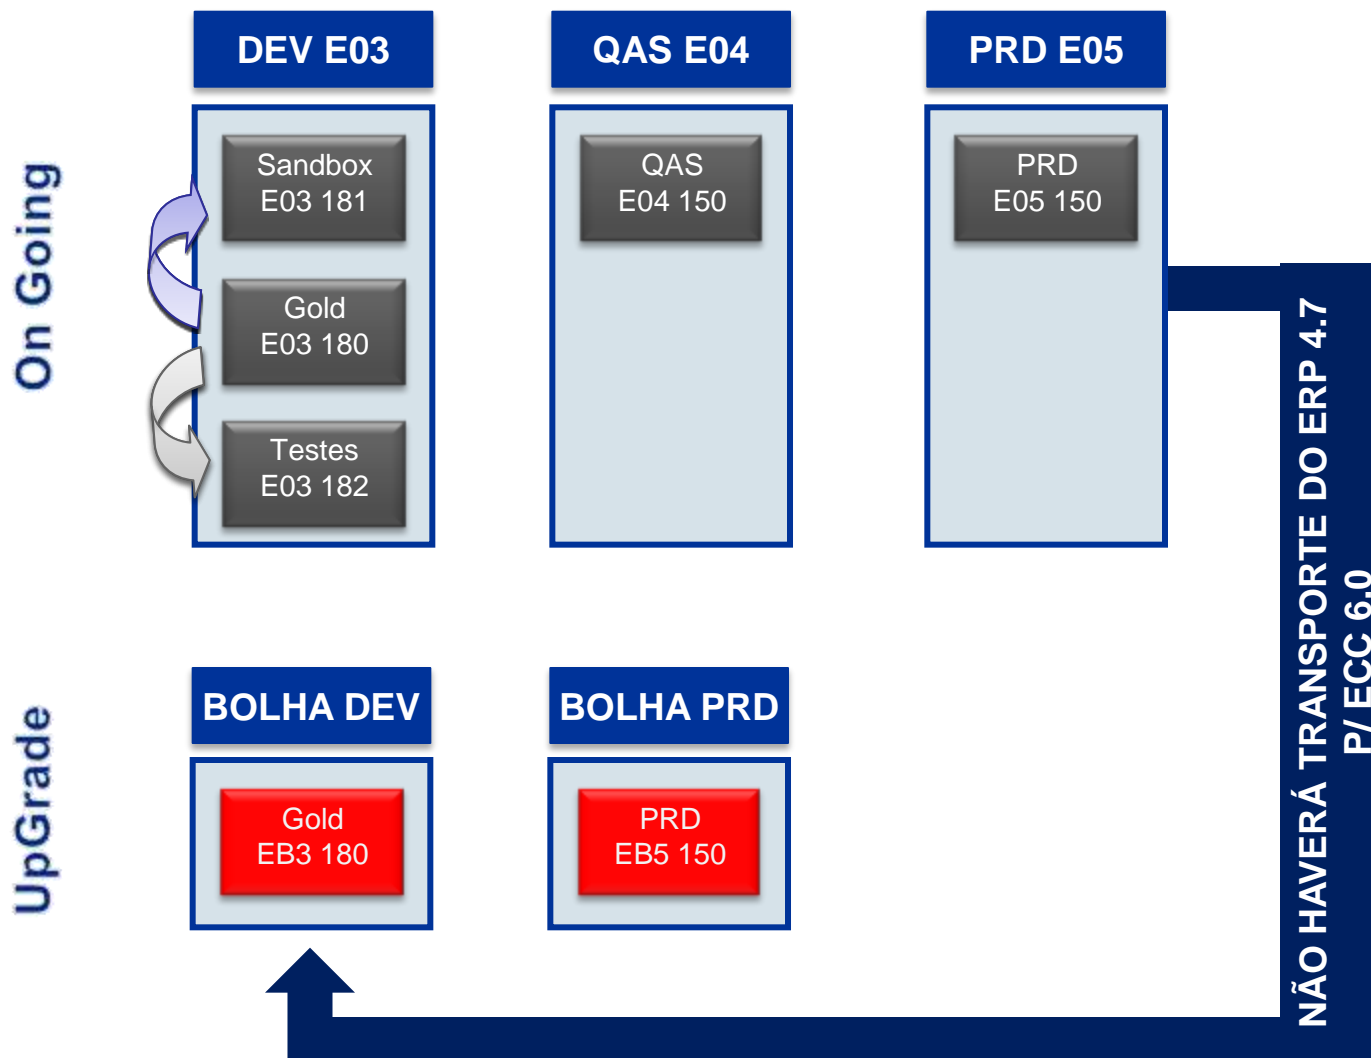 DEV E03
QAS E04
PRD E05
On Going
Sandbox
E03 181
Gold
E03 180
Testes
E03 182
QAS
E04 150
PRD
E05 150
NÃO HAVERÁ TRANSPORTE DO ERP 4.7
P/ ECC 6.0
UpGrade
BOLHA DEV
BOLHA PRD
Gold
EB3 180
PRD
EB5 150